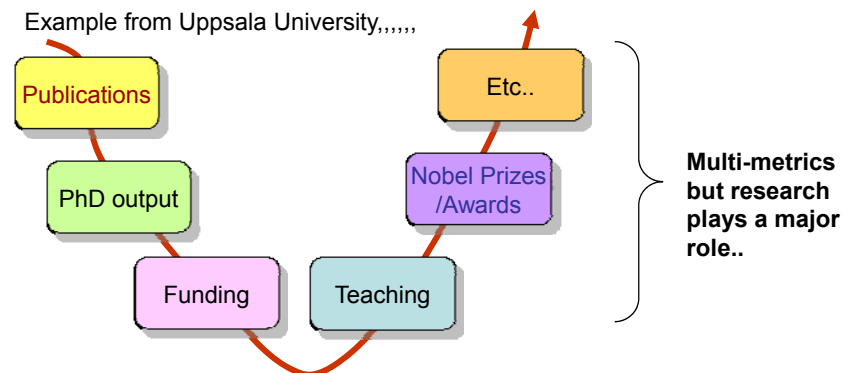 Example from Uppsala University,,,,,,
Publications
PhD output
Funding
Teaching
Nobel Prizes
/Awards
Etc..
Multi-metrics
but research
plays a major
role..